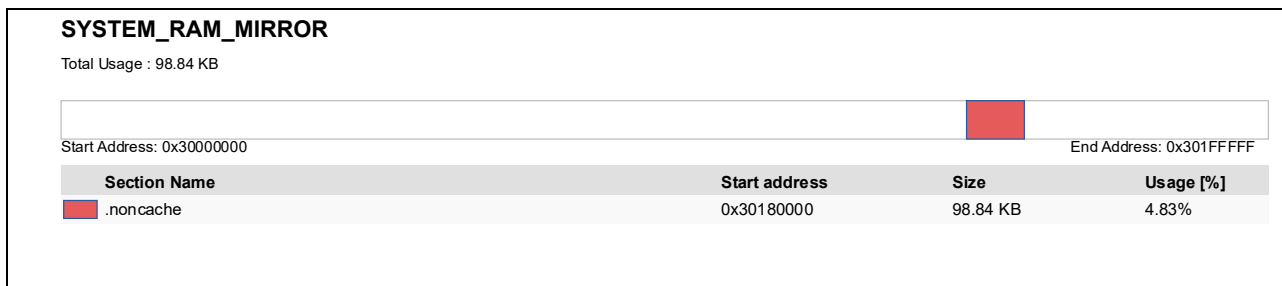 SYSTEM_RAM_MIRROR
Total Usage : 98.84 KB
Start Address: 0x30000000 End Address: 0x301FFFFF
Section Name Start address Size Usage [%]
.noncache 0x30180000 98.84 KB 4.83%